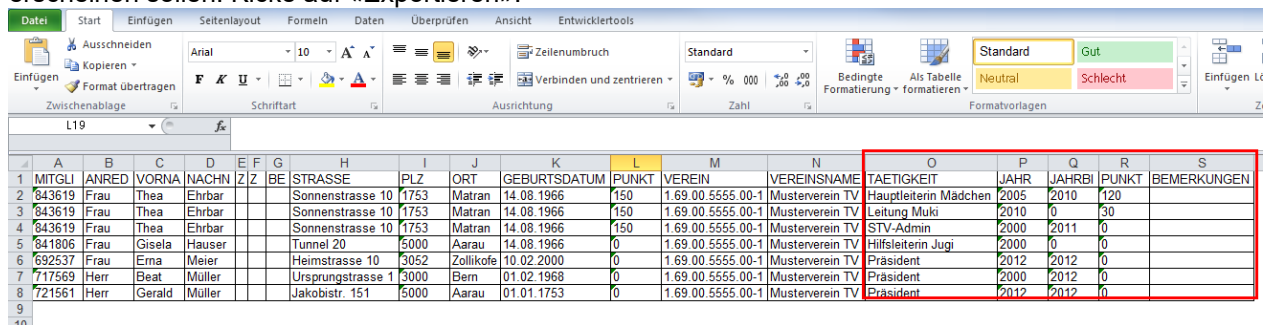 Datei Start Einfügen Seitenlayout Formeln Daten Überprüfen Ansicht Entwicklertools
Ausschneiden
Kopieren
Format übertragen
Einfügen
Zwischenablage
Arial 10 A A
F K U A
Schriftart
Zeilenumbruch
Verbinden und zentrieren
Ausrichtung
Standard
% 000 ,00 ,0
Zahl
Bedingte Formatierung
Als Tabelle formatieren
Standard Gut
Neutral Schlecht
Formatvorlagen
Einfügen
L19 fx
A B C D E F G H I J K L M N O P Q R S
1 MITGLI ANRED VORNA NACHN Z Z BE STRASSE PLZ ORT GEBURTSDATUM PUNKT VEREIN VEREINSNAME TAETIGKEIT JAHR JAHRBI PUNKT BEMERKUNGEN
2 843619 Frau Thea Ehrbar Sonnenstrasse 10 1753 Matran 14.08.1966 150 1.69.00.5555.00-1 Musterverein TV Hauptleiterin Mädchen 2005 2010 120
3 843619 Frau Thea Ehrbar Sonnenstrasse 10 1753 Matran 14.08.1966 150 1.69.00.5555.00-1 Musterverein TV Leitung Muki 2010 0 30
4 843619 Frau Thea Ehrbar Sonnenstrasse 10 1753 Matran 14.08.1966 150 1.69.00.5555.00-1 Musterverein TV STV-Admin 2000 2011 0
5 841806 Frau Gisela Hauser Tunnel 20 5000 Aarau 14.08.1966 0 1.69.00.5555.00-1 Musterverein TV Hilfsleiterin Jugi 2000 0 0
6 692537 Frau Erna Meier Heimstrasse 10 3052 Zollikofe 10.02.2000 0 1.69.00.5555.00-1 Musterverein TV Präsident 2012 2012 0
7 717569 Herr Beat Müller Ursprungstrasse 1 3000 Bern 01.02.1968 0 1.69.00.5555.00-1 Musterverein TV Präsident 2000 2012 0
8 721561 Herr Gerald Müller Jakobistr. 151 5000 Aarau 01.01.1753 0 1.69.00.5555.00-1 Musterverein TV Präsident 2012 2012 0
9